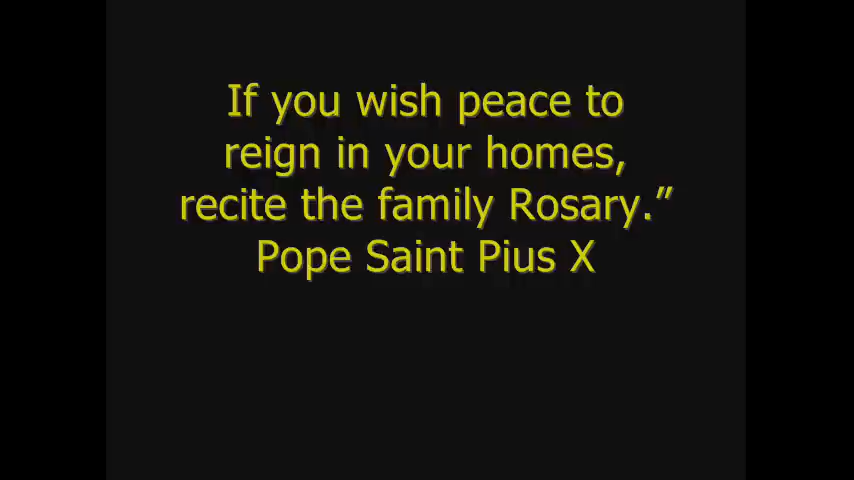 If you wish peace to
reign in your homes,
recite the family Rosary.”
Pope Saint Pius X